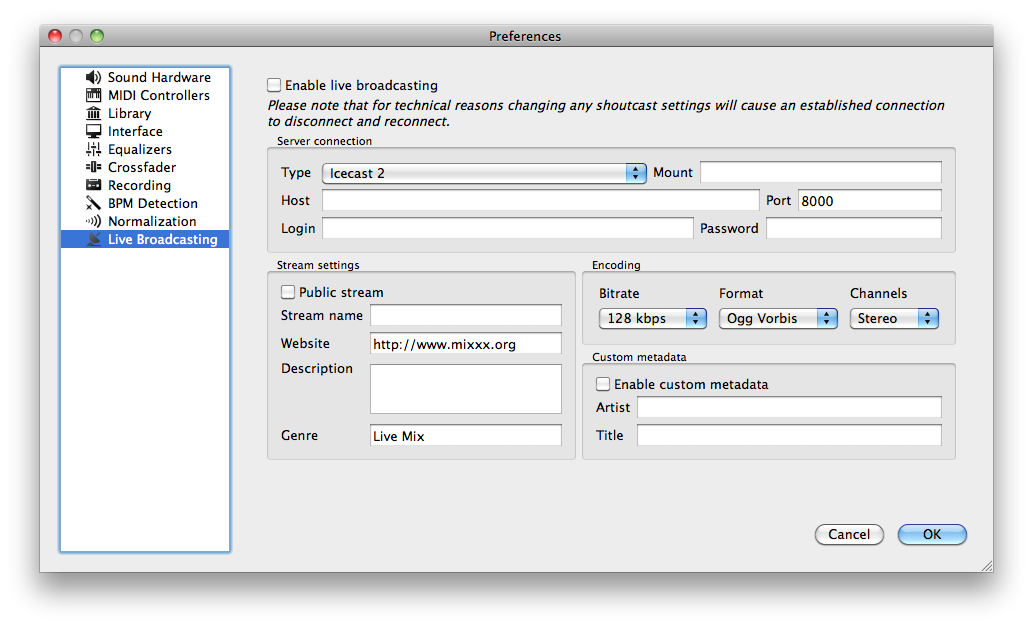 Preferences
Sound Hardware
MIDI Controllers
Library
Interface
Equalizers
Crossfader
Recording
BPM Detection
Normalization
Live Broadcasting
Enable live broadcasting
Please note that for technical reasons changing any shoutcast settings will cause an established connection
to disconnect and reconnect.
Server connection
Type Icecast 2 Mount
Host Port 8000
Login Password
Stream settings
Public stream
Stream name
Website http://www.mixxx.org
Description
Genre Live Mix
Encoding
Bitrate Format Channels
128 kbps Ogg Vorbis Stereo
Custom metadata
Enable custom metadata
Artist
Title
Cancel OK